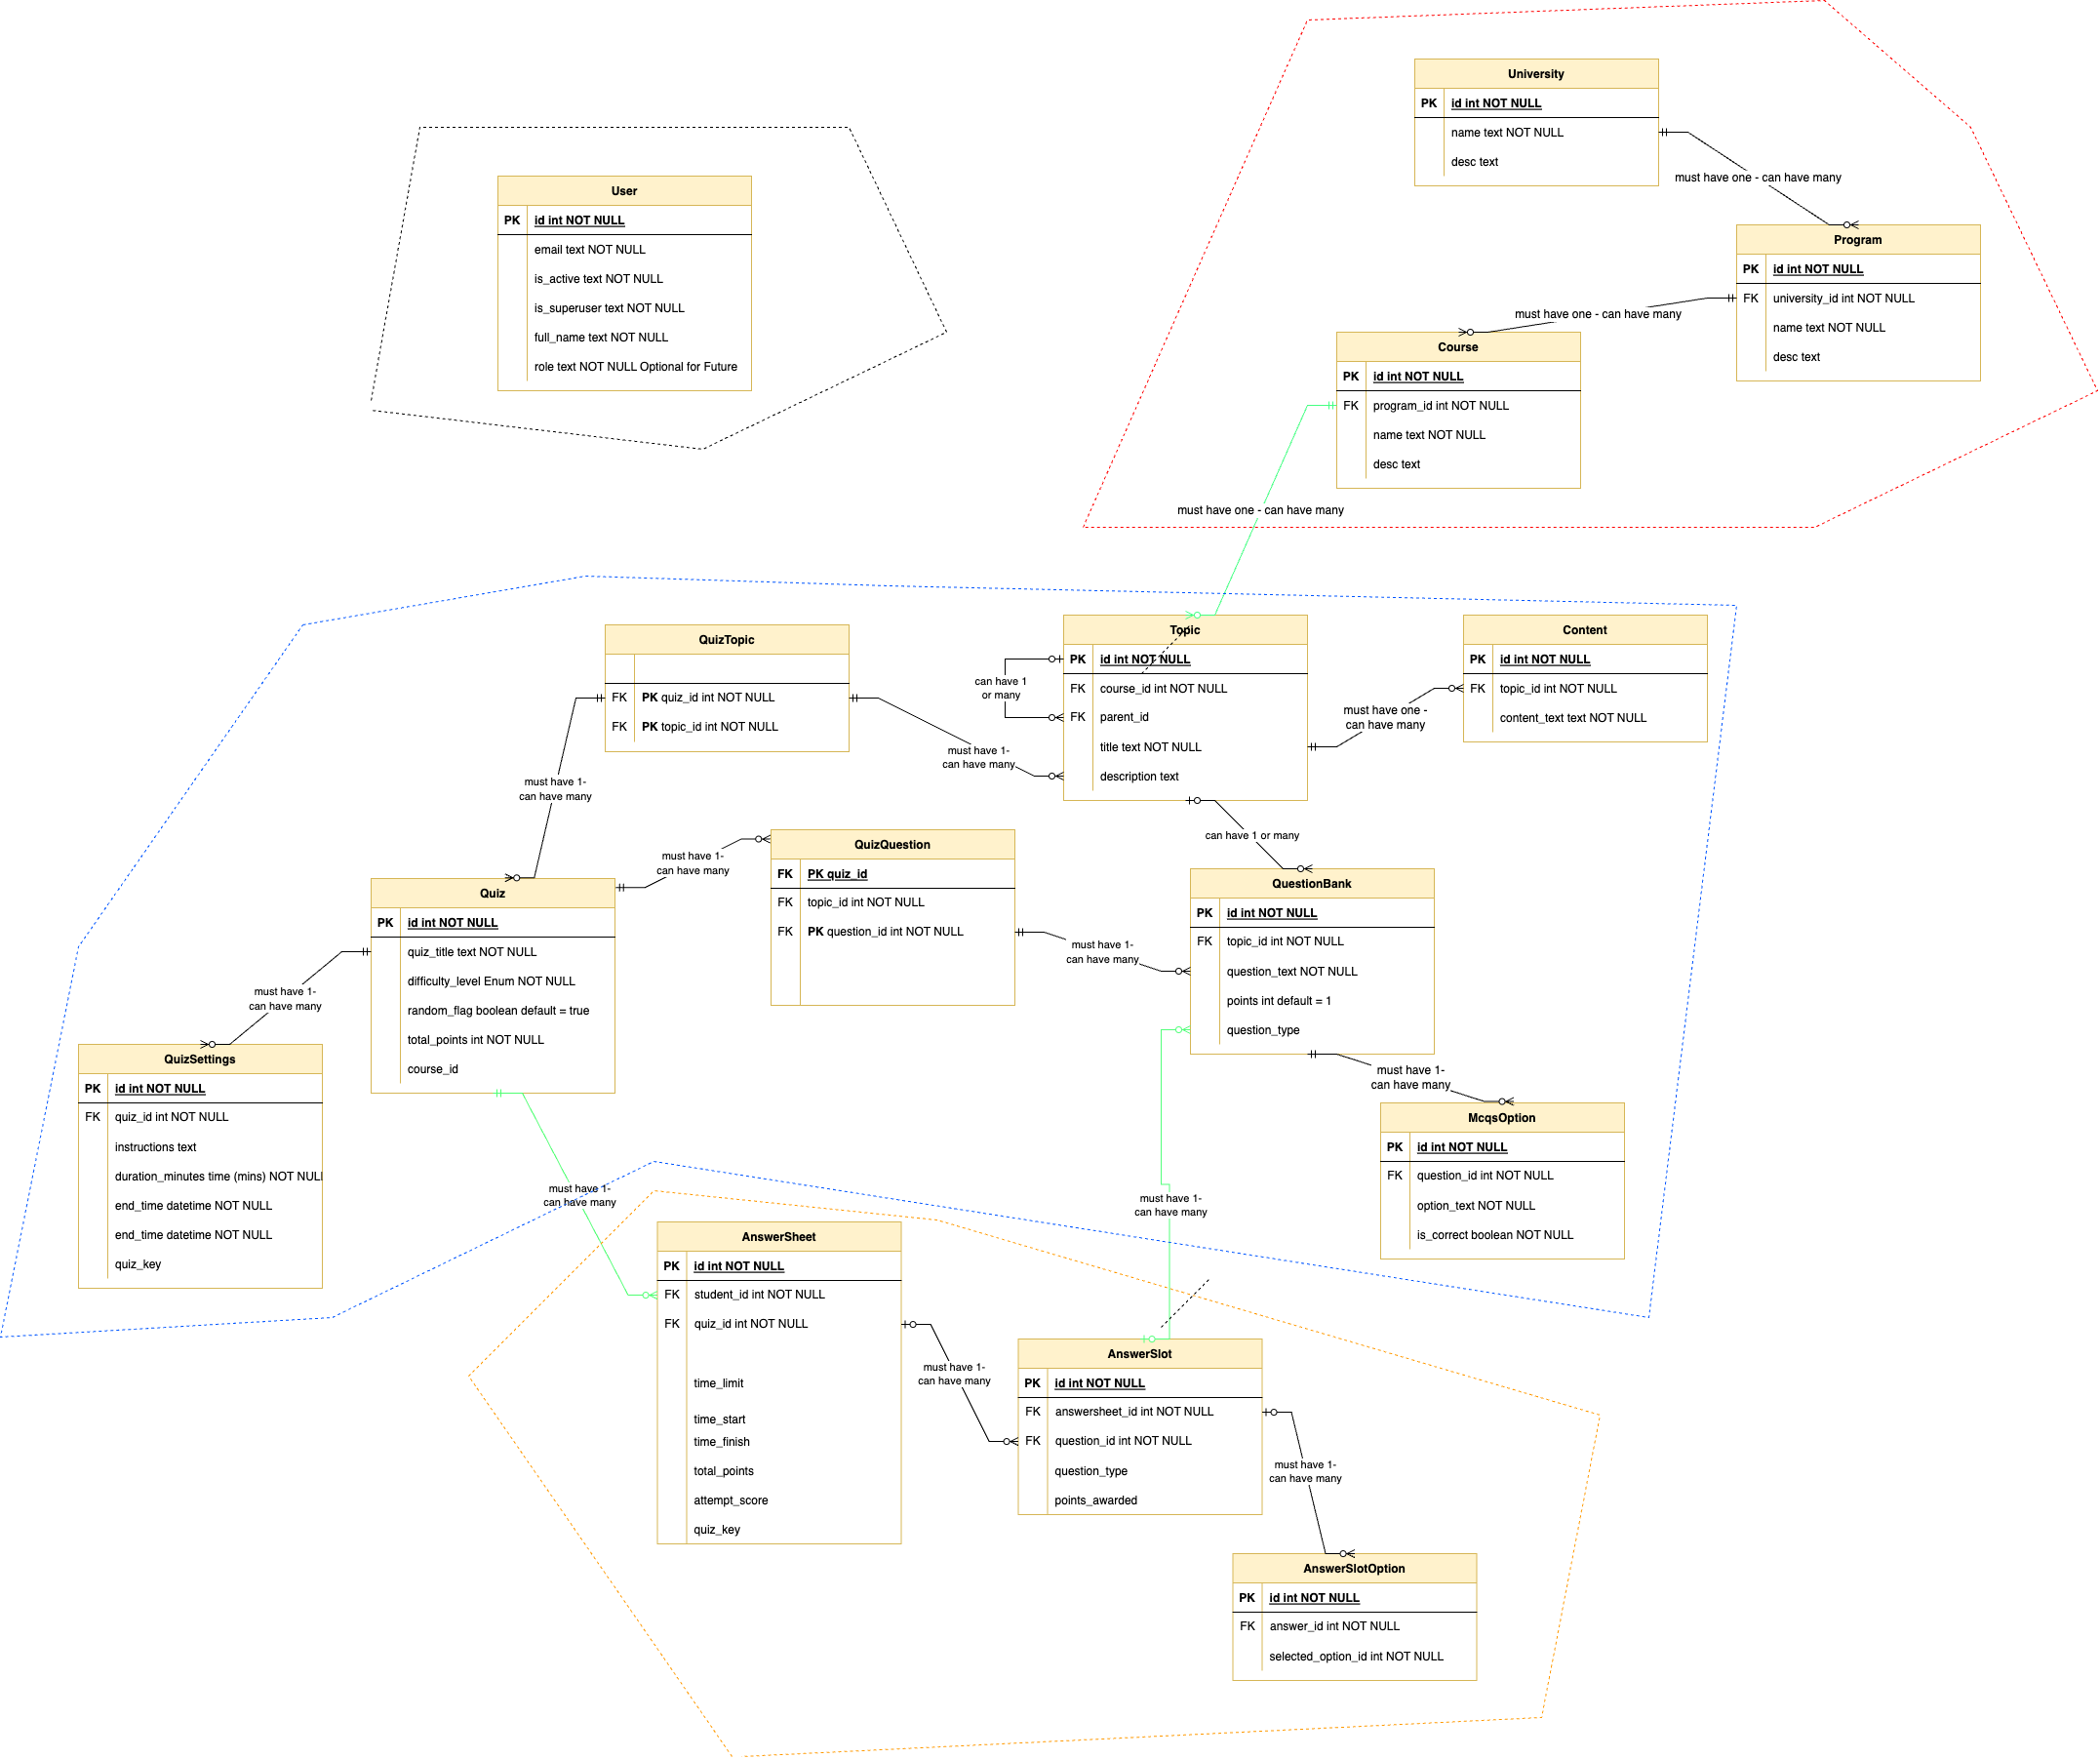 University
PK id int NOT NULL
name text NOT NULL
desc text
must have one - can have many
User
PK id int NOT NULL
email text NOT NULL
is_active text NOT NULL
is_superuser text NOT NULL
full_name text NOT NULL
role text NOT NULL Optional for Future
Program
PK id int NOT NULL
FK university_id int NOT NULL
name text NOT NULL
desc text
must have one - can have many
Course
PK id int NOT NULL
FK program_id int NOT NULL
name text NOT NULL
desc text
must have one - can have many
QuizTopic
FK PK quiz_id int NOT NULL
FK PK topic_id int NOT NULL
must have 1-
can have many
must have 1-
can have many
Topic
PK id int NOT NULL
FK course_id int NOT NULL
FK parent_id
title text NOT NULL
description text
can have 1
or many
must have one -
can have many
Content
PK id int NOT NULL
FK topic_id int NOT NULL
content_text text NOT NULL
can have 1 or many
Quiz
PK id int NOT NULL
quiz_title text NOT NULL
difficulty_level Enum NOT NULL
random_flag boolean default = true
total_points int NOT NULL
course_id
must have 1-
can have many
QuizQuestion
FK PK quiz_id
FK topic_id int NOT NULL
FK PK question_id int NOT NULL
must have 1-
can have many
QuestionBank
PK id int NOT NULL
FK topic_id int NOT NULL
question_text NOT NULL
points int default = 1
question_type
must have 1-
can have many
must have 1-
can have many
QuizSettings
PK id int NOT NULL
FK quiz_id int NOT NULL
instructions text
duration_minutes time (mins) NOT NULL
end_time datetime NOT NULL
end_time datetime NOT NULL
quiz_key
McqsOption
PK id int NOT NULL
FK question_id int NOT NULL
option_text NOT NULL
is_correct boolean NOT NULL
must have 1-
can have many
must have 1-
can have many
AnswerSheet
PK id int NOT NULL
FK student_id int NOT NULL
FK quiz_id int NOT NULL
time_limit
time_start
time_finish
total_points
attempt_score
quiz_key
must have 1-
can have many
AnswerSlot
PK id int NOT NULL
FK answersheet_id int NOT NULL
FK question_id int NOT NULL
question_type
points_awarded
must have 1-
can have many
AnswerSlotOption
PK id int NOT NULL
FK answer_id int NOT NULL
selected_option_id int NOT NULL